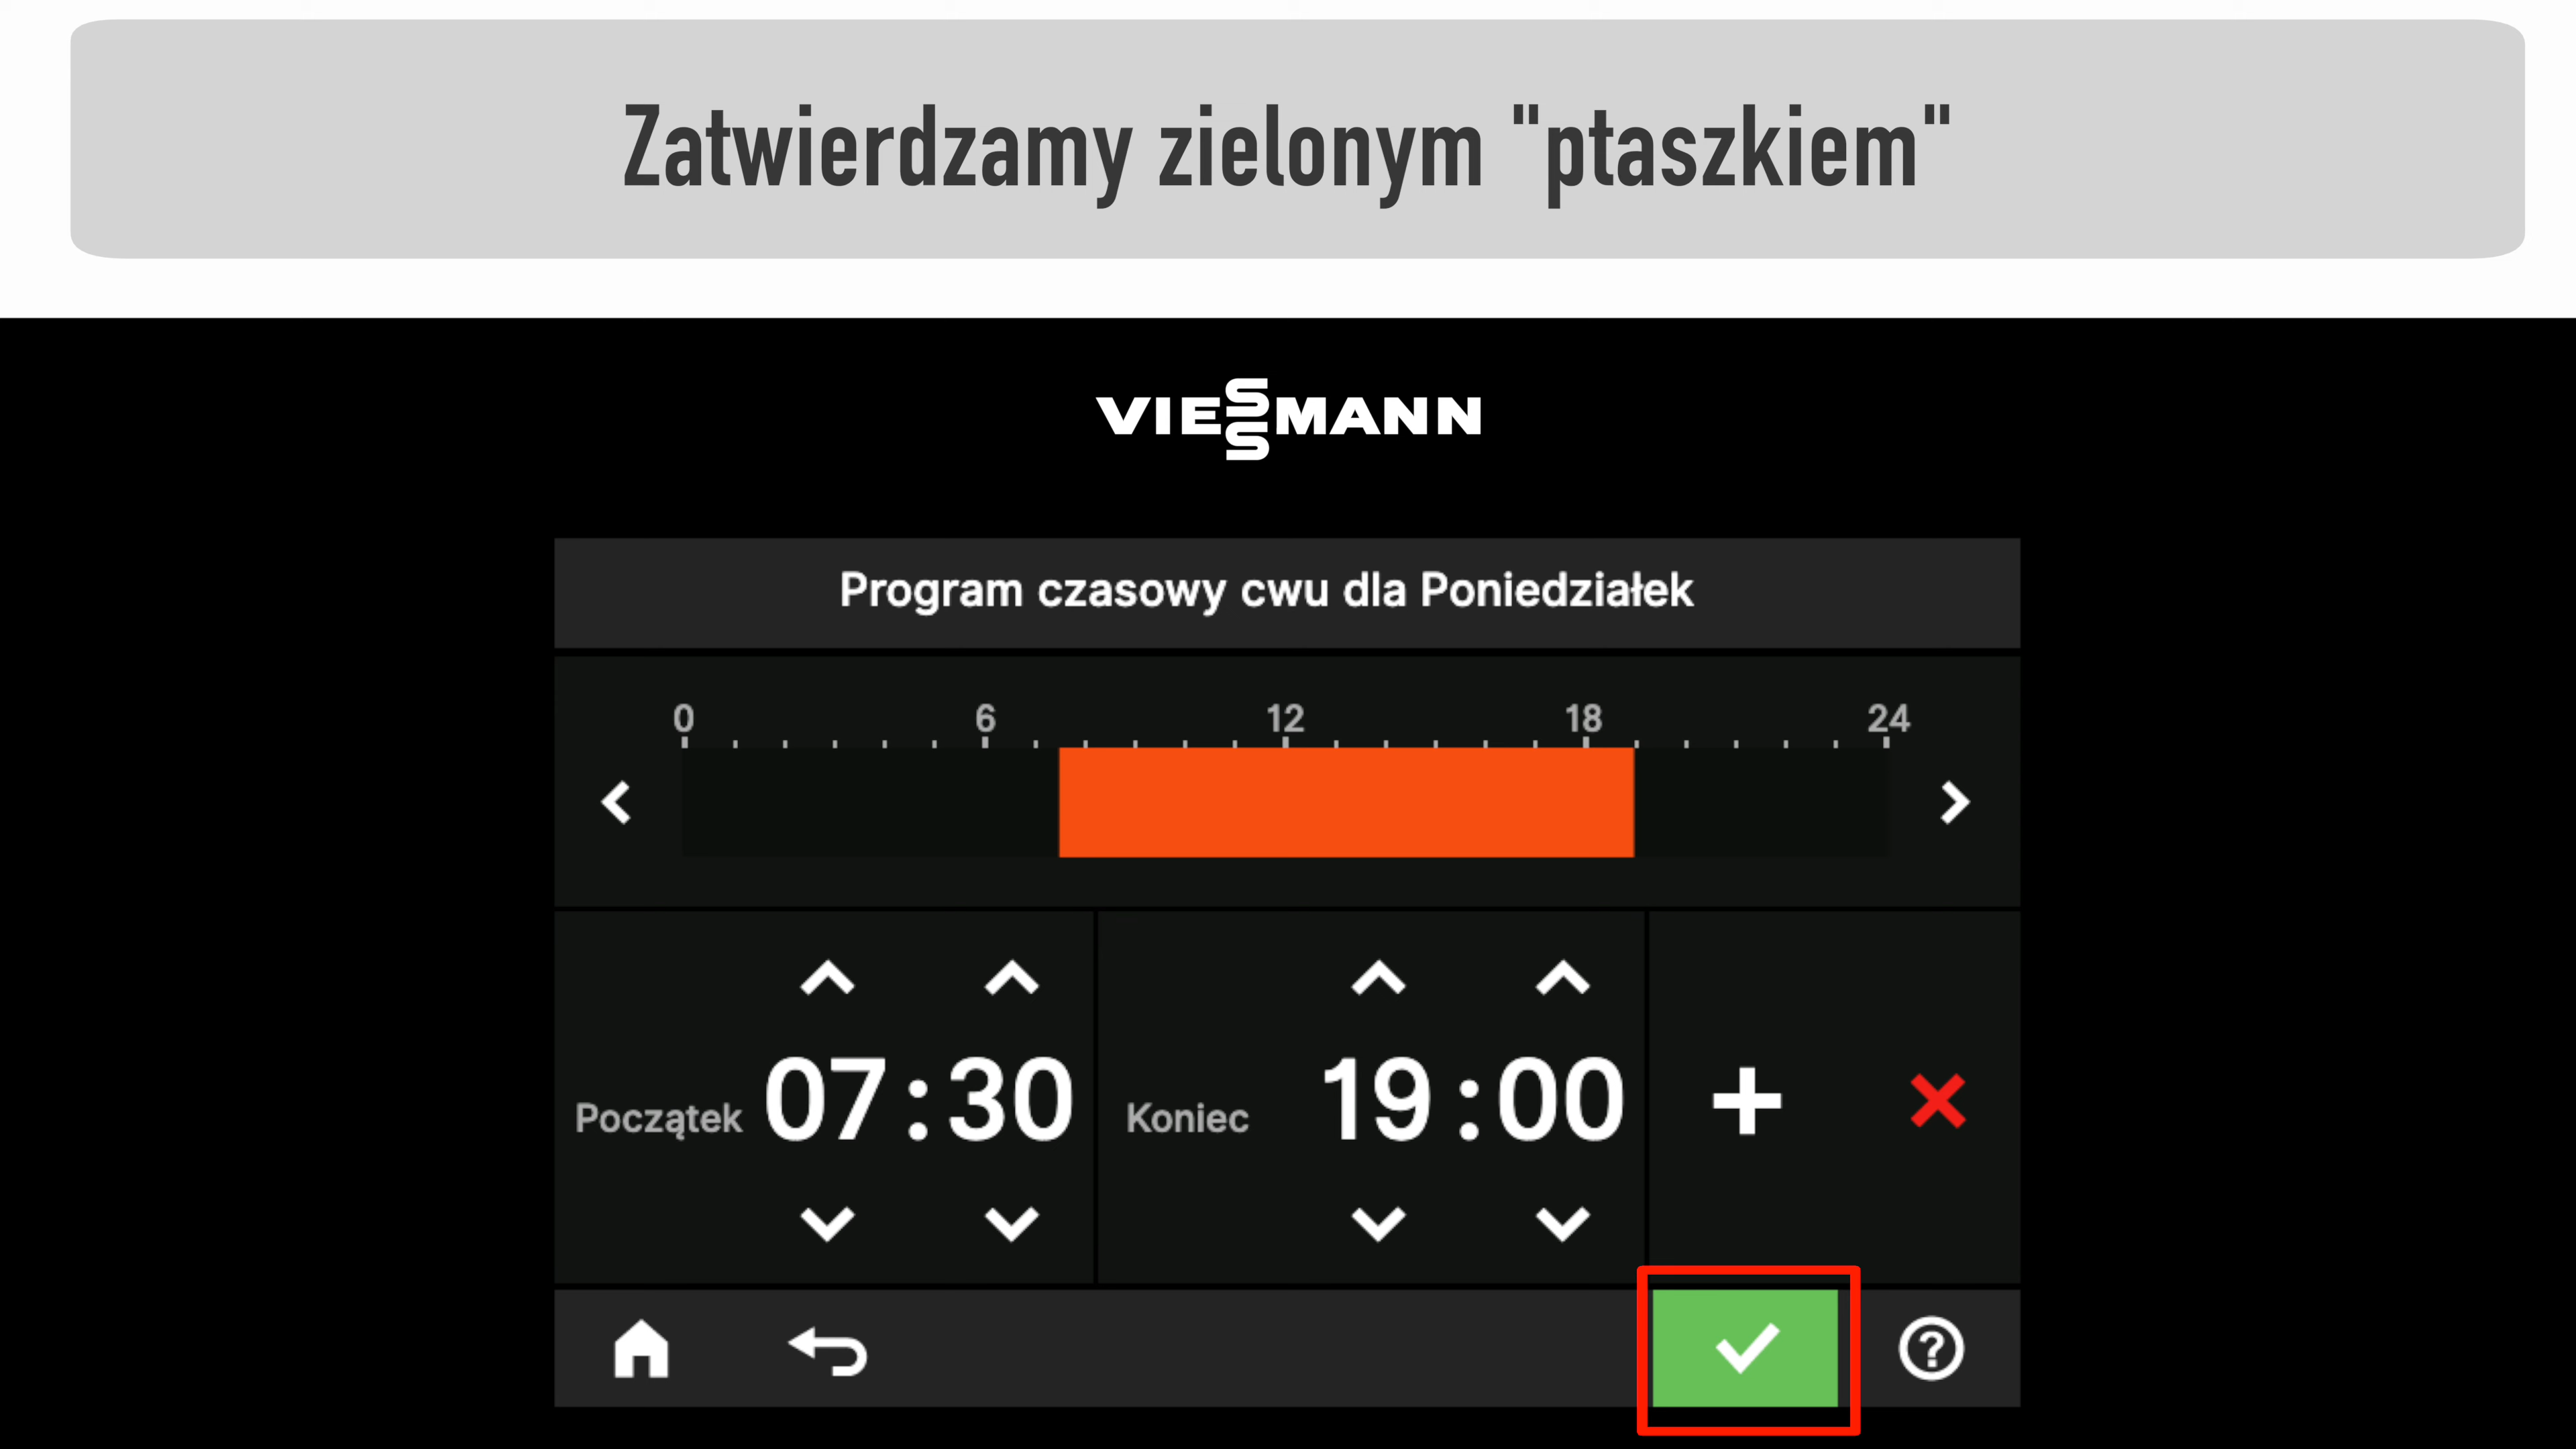 Zatwierdzamy zielonym "ptaszkiem"
VIESSMANN
Program czasowy cwu dla Poniedziałek
0 6 12 18 24
Początek 07:30 Koniec 19:00